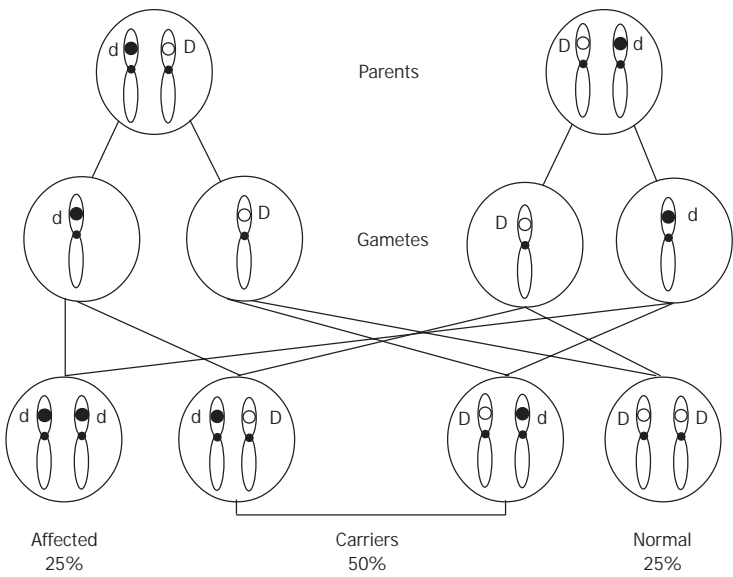 d D Parents D d
d D Gametes D d
d d d D D d D D
Affected Carriers Normal
25% 50% 25%